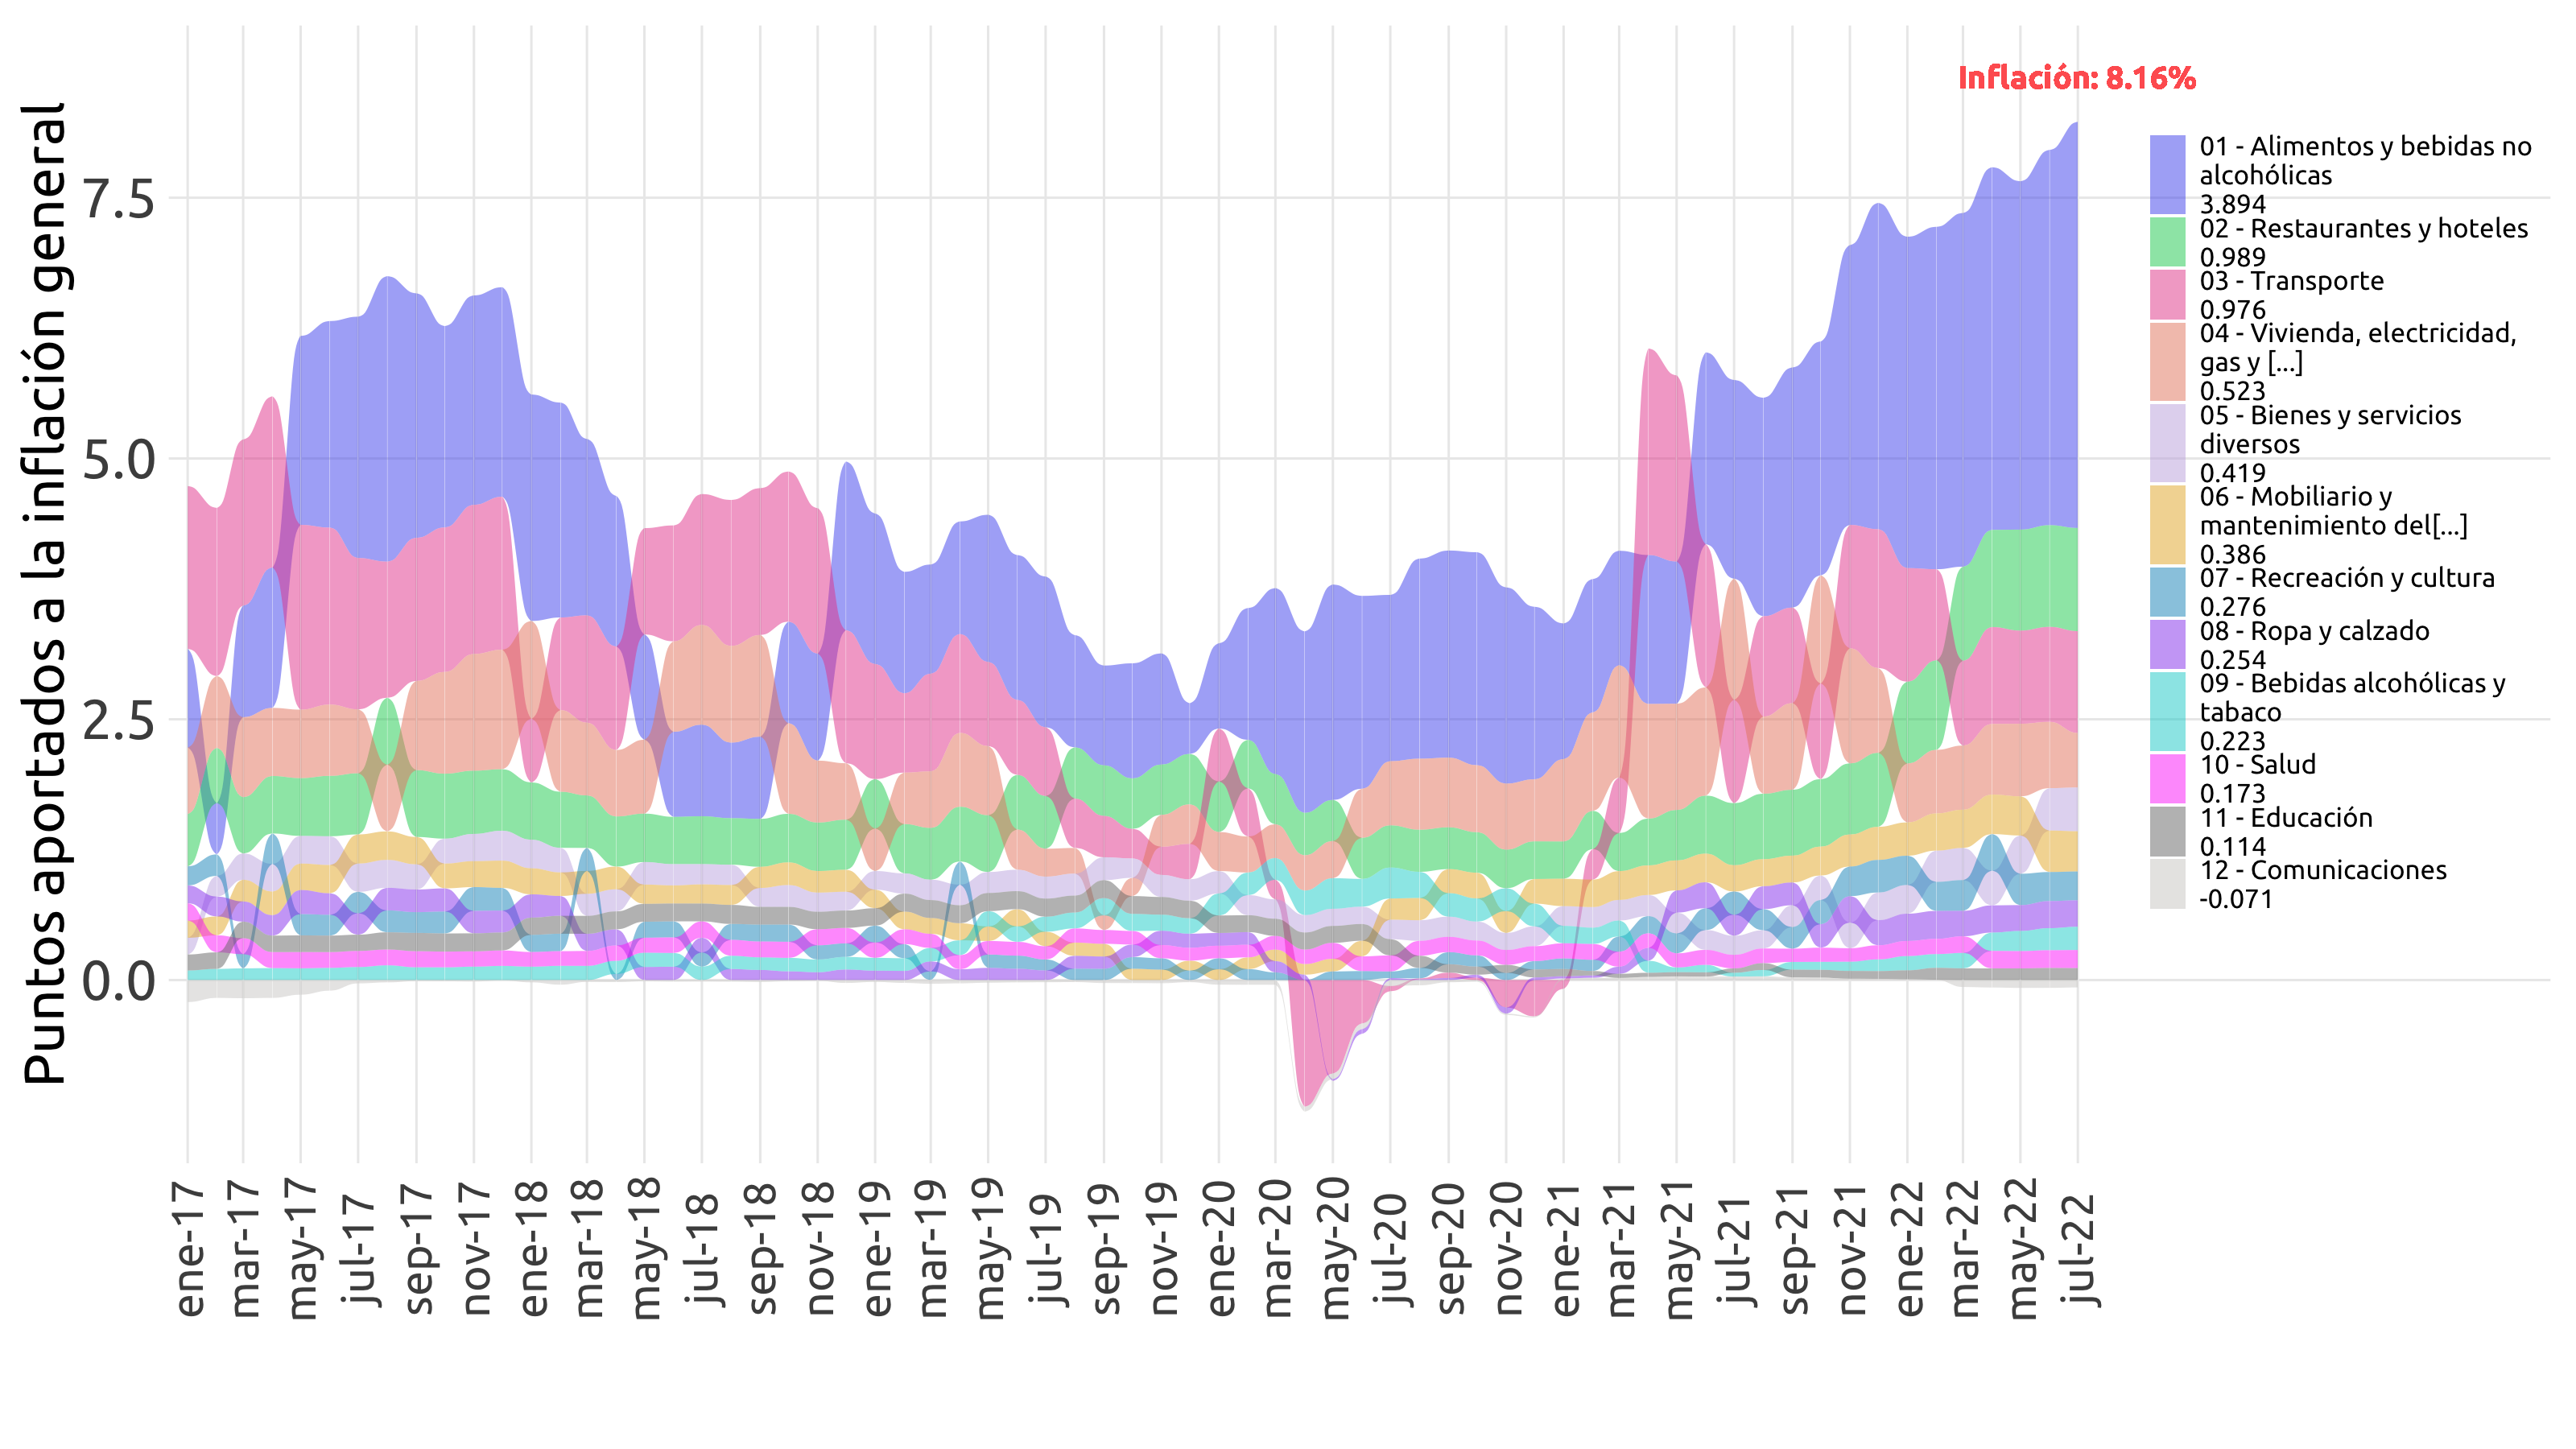 Puntos aportados a la inflación general
7.5
5.0
2.5
0.0
Inflación: 8.16%
01 - Alimentos y bebidas no
alcohólicas
3.894
02 - Restaurantes y hoteles
0.989
03 - Transporte
0.976
04 - Vivienda, electricidad,
gas y [...]
0.523
05 - Bienes y servicios
diversos
0.419
06 - Mobiliario y
mantenimiento del[...]
0.386
07 - Recreación y cultura
0.276
08 - Ropa y calzado
0.254
09 - Bebidas alcohólicas y
tabaco
0.223
10 - Salud
0.173
11 - Educación
0.114
12 - Comunicaciones
-0.071
ene-17
mar-17
may-17
jul-17
sep-17
nov-17
ene-18
mar-18
may-18
jul-18
sep-18
nov-18
ene-19
mar-19
may-19
jul-19
sep-19
nov-19
ene-20
mar-20
may-20
jul-20
sep-20
nov-20
ene-21
mar-21
may-21
jul-21
sep-21
nov-21
ene-22
mar-22
may-22
jul-22